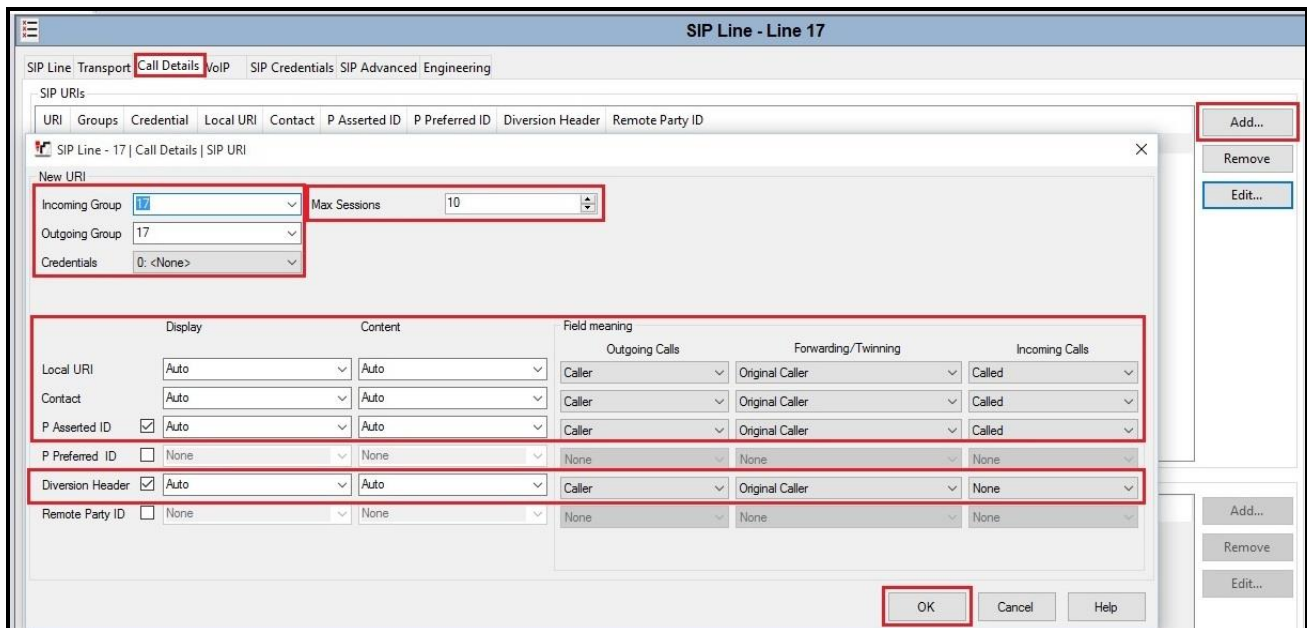 SIP Line - Line 17
SIP Line Transport Call Details VoIP SIP Credentials SIP Advanced Engineering
SIP URIs
URI Groups Credential Local URI Contact P Asserted ID P Preferred ID Diversion Header Remote Party ID
Add...
Remove
Edit...
SIP Line - 17 | Call Details | SIP URI
New URI
Incoming Group 17 Max Sessions 10
Outgoing Group 17
Credentials 0: <None>
Display Content Field meaning
Outgoing Calls Forwarding/Twinning Incoming Calls
Local URI Auto Auto Caller Original Caller Called
Contact Auto Auto Caller Original Caller Called
P Asserted ID Auto Auto Caller Original Caller Called
P Preferred ID None None None None None
Diversion Header Auto Auto Caller Original Caller None
Remote Party ID None None None None None
Add...
Remove
Edit...
OK Cancel Help